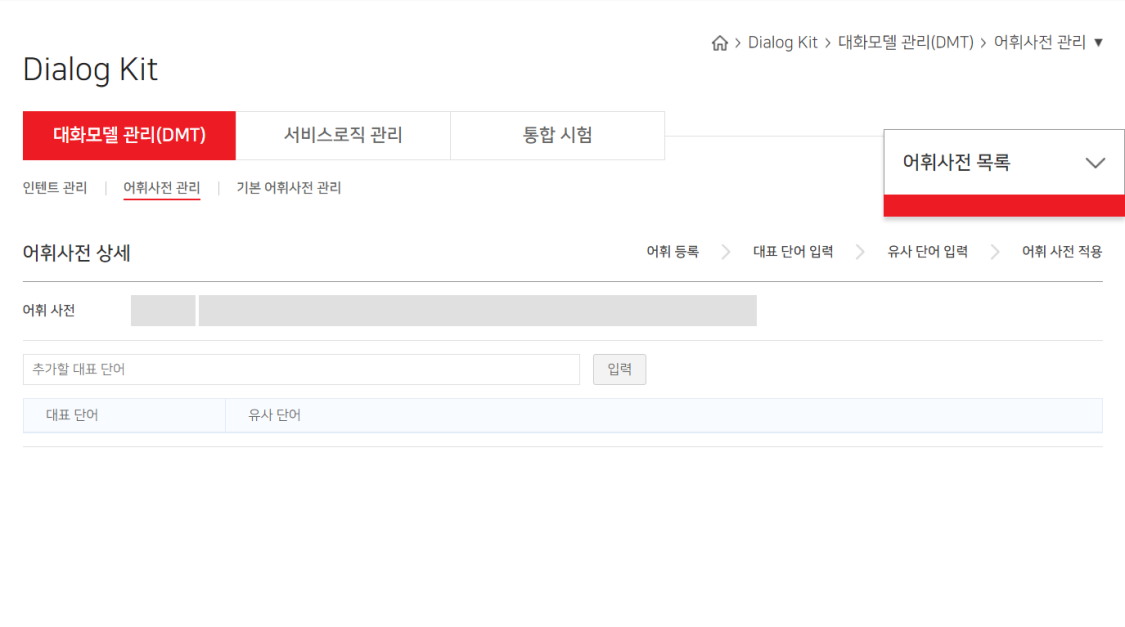 Dialog Kit > 대화모델 관리(DMT) > 어휘사전 관리 ▼
Dialog Kit
대화모델 관리(DMT) 서비스로직 관리 통합 시험
어휘사전 목록
인텐트 관리 | 어휘사전 관리 | 기본 어휘사전 관리
어휘사전 상세
어휘 등록 > 대표 단어 입력 > 유사 단어 입력 > 어휘 사전 적용
어휘 사전
추가할 대표 단어 입력
대표 단어 유사 단어